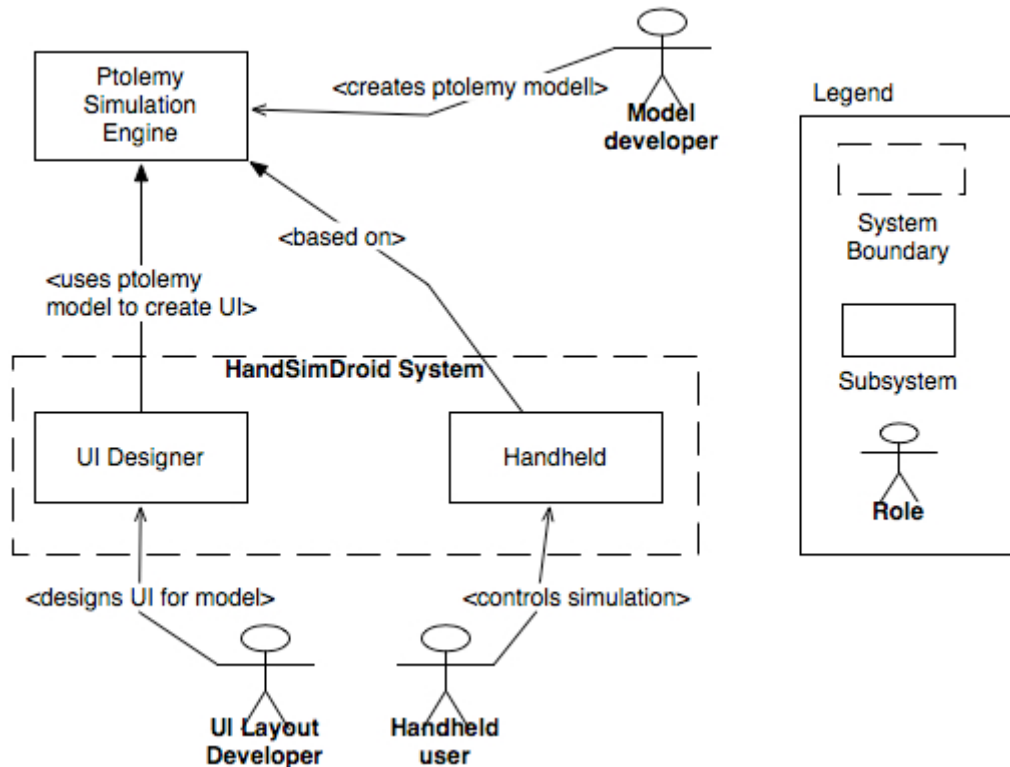 Ptolemy
Simulation
Engine
<creates ptolemy modell>
Model
developer
<based on>
<uses ptolemy
model to create UI>
HandSimDroid System
UI Designer
Handheld
<designs UI for model>
<controls simulation>
UI Layout
Developer
Handheld
user
Legend
System
Boundary
Subsystem
Role